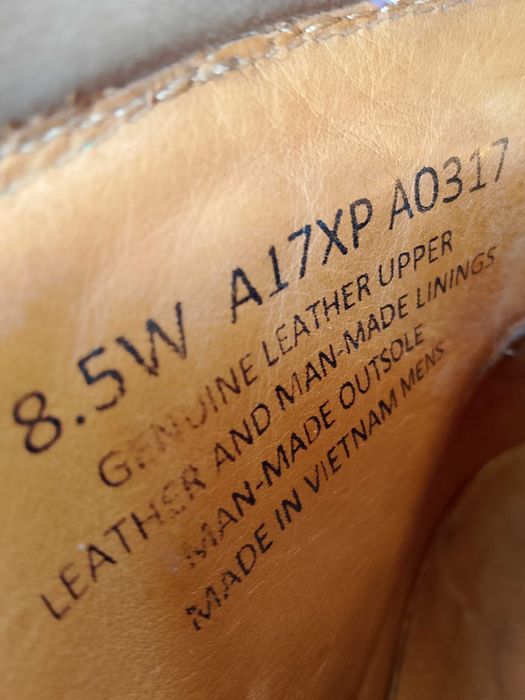 8.5W A17XP A0317
GENUINE LEATHER UPPER
LEATHER AND MAN-MADE LININGS
MAN-MADE OUTSOLE
MADE IN VIETNAM MENS